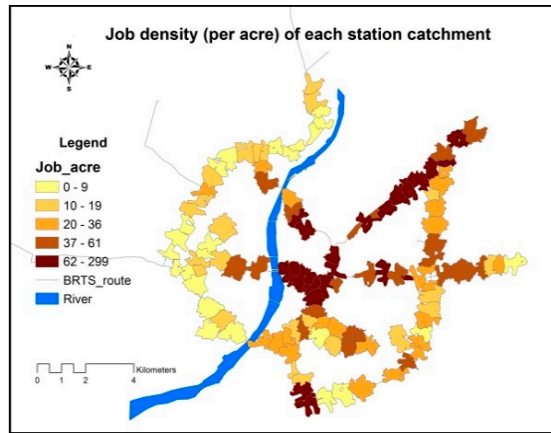 Job density (per acre) of each station catchment
N
W E
S
Legend
Job_acre
0 - 9
10 - 19
20 - 36
37 - 61
62 - 299
BRTS_route
River
Kilometers
0 1 2 4